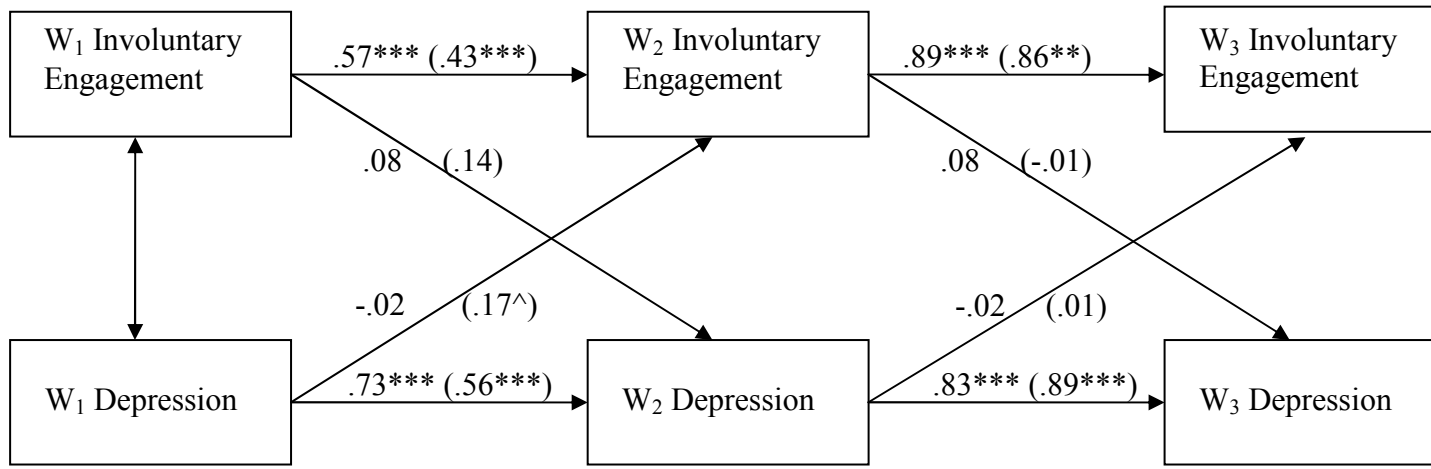 W₁ Involuntary
Engagement
.57*** (.43***)
W₂ Involuntary
Engagement
.89*** (.86**)
W₃ Involuntary
Engagement
.08 (.14)
.08 (-.01)
-.02 (.17^)
-.02 (.01)
W₁ Depression
.73*** (.56***)
W₂ Depression
.83*** (.89***)
W₃ Depression